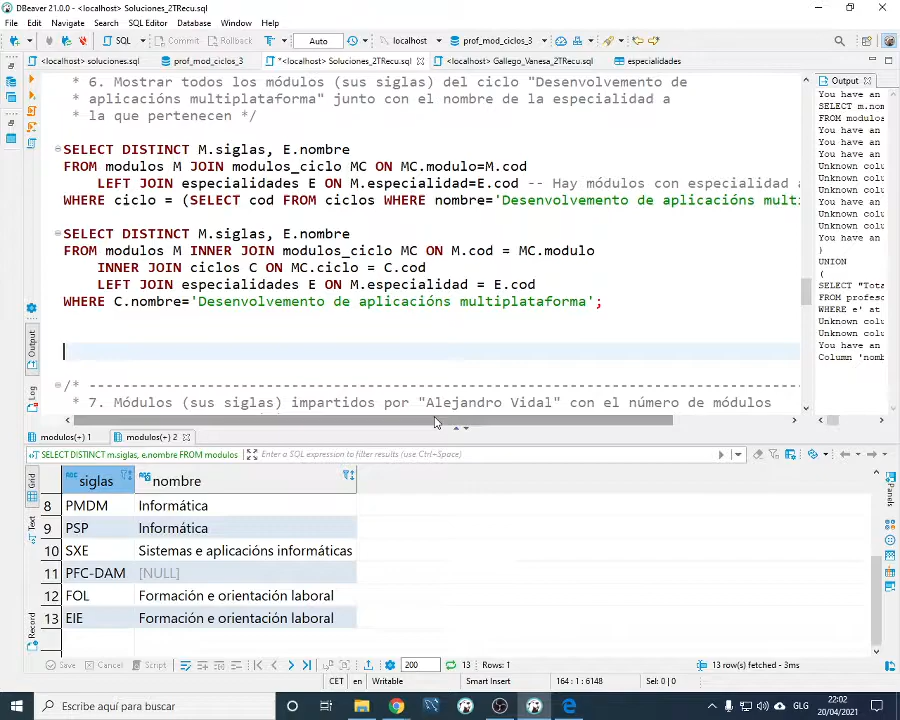 DBeaver 21.0.0 - <localhost> Soluciones_2TRecu.sql
File Edit Navigate Search SQL Editor Database Window Help
SQL Commit Rollback T Auto localhost prof_mod_ciclos_3
<localhost> soluciones.sql prof_mod_ciclos_3 *<localhost> Soluciones_2TRecu.sql <localhost> Gallego_Vanesa_2TRecu.sql especialidades
* 6. Mostrar todos los módulos (sus siglas) del ciclo "Desenvolvemento de
* aplicacións multiplataforma" junto con el nombre de la especialidad a
* la que pertenecen */
SELECT DISTINCT M.siglas, E.nombre
FROM modulos M JOIN modulos_ciclo MC ON MC.modulo=M.cod
LEFT JOIN especialidades E ON M.especialidad=E.cod -- Hay módulos con especialidad
WHERE ciclo = (SELECT cod FROM ciclos WHERE nombre='Desenvolvemento de aplicacións mult
SELECT DISTINCT M.siglas, E.nombre
FROM modulos M INNER JOIN modulos_ciclo MC ON M.cod = MC.modulo
INNER JOIN ciclos C ON MC.ciclo = C.cod
LEFT JOIN especialidades E ON M.especialidad = E.cod
WHERE C.nombre='Desenvolvemento de aplicacións multiplataforma';
/* ------------------------------------------------------------------------------------
* 7. Módulos (sus siglas) impartidos por "Alejandro Vidal" con el número de módulos
Output
You have an
SELECT m.nom
FROM modulos
You have an
You have an
You have an
You have an
Unknown colu
Unknown colu
You have an
Unknown colu
Unknown colu
You have an
)
UNION
(
SELECT "Tota
FROM profeso
WHERE e' at
Unknown colu
Unknown colu
You have an
Column 'nomb
Output
Log
modulos(+) 1 modulos(+) 2
SELECT DISTINCT m.siglas, e.nombre FROM modulos Enter a SQL expression to filter results (use Ctrl+Space)
Grid
Text
Record
Panels
siglas nombre
8 PMDM Informática
9 PSP Informática
10 SXE Sistemas e aplicacións informáticas
11 PFC-DAM [NULL]
12 FOL Formación e orientación laboral
13 EIE Formación e orientación laboral
Save Cancel Script 200 13 Rows: 1 13 row(s) fetched - 3ms
CET en Writable Smart Insert 164 : 1 : 6148 Sel: 0 | 0
Escribe aquí para buscar
GLG
22:02
20/04/2021